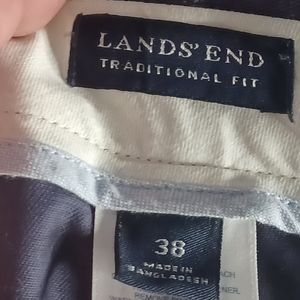 LANDS' END
TRADITIONAL FIT
38
MADE IN
BANGLADESH